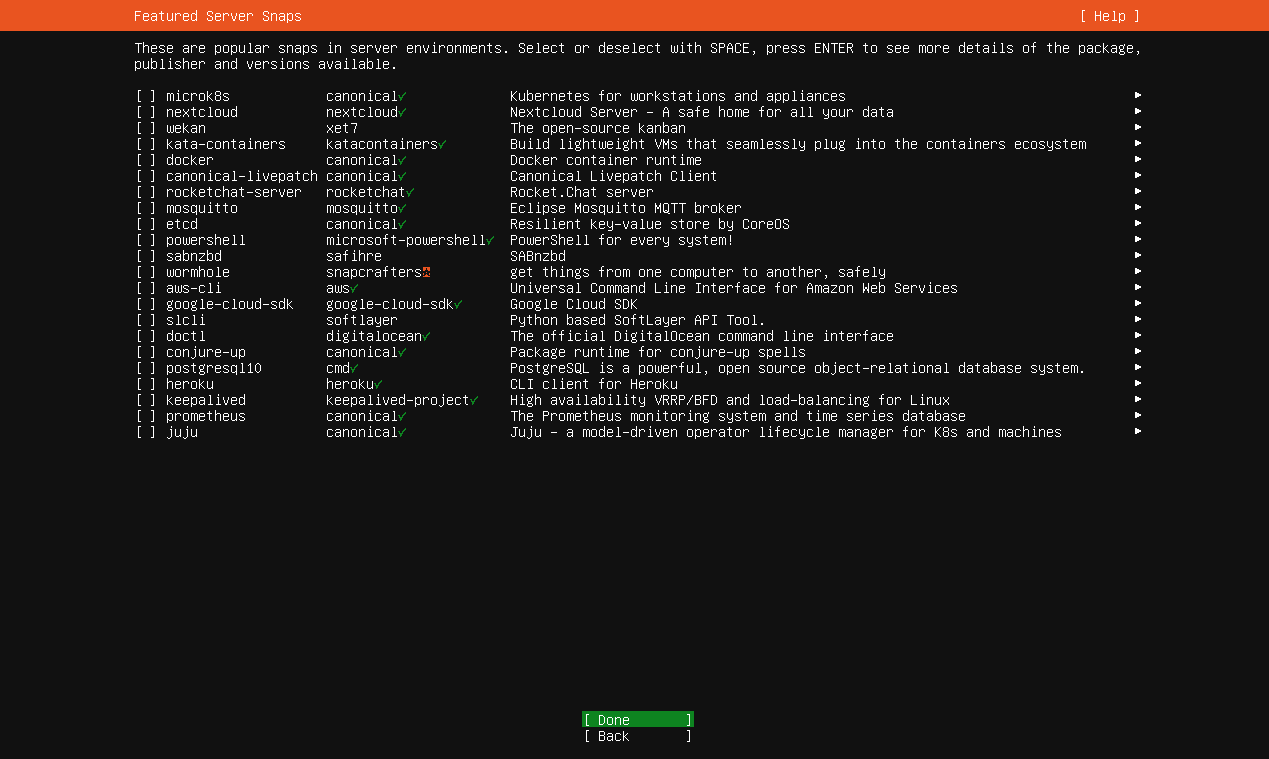 Featured Server Snaps [ Help ]
These are popular snaps in server environments. Select or deselect with SPACE, press ENTER to see more details of the package,
publisher and versions available.
[ ] microk8s canonical✓ Kubernetes for workstations and appliances ▸
[ ] nextcloud nextcloud✓ Nextcloud Server - A safe home for all your data ▸
[ ] wekan xet7 The open-source kanban ▸
[ ] kata-containers katacontainers✓ Build lightweight VMs that seamlessly plug into the containers ecosystem ▸
[ ] docker canonical✓ Docker container runtime ▸
[ ] canonical-livepatch canonical✓ Canonical Livepatch Client ▸
[ ] rocketchat-server rocketchat✓ Rocket.Chat server ▸
[ ] mosquitto mosquitto✓ Eclipse Mosquitto MQTT broker ▸
[ ] etcd canonical✓ Resilient key-value store by CoreOS ▸
[ ] powershell microsoft-powershell✓ PowerShell for every system! ▸
[ ] sabnzbd safihre SABnzbd ▸
[ ] wormhole snapcrafters get things from one computer to another, safely ▸
[ ] aws-cli aws✓ Universal Command Line Interface for Amazon Web Services ▸
[ ] google-cloud-sdk google-cloud-sdk✓ Google Cloud SDK ▸
[ ] slcli softlayer Python based SoftLayer API Tool. ▸
[ ] doctl digitalocean✓ The official DigitalOcean command line interface ▸
[ ] conjure-up canonical✓ Package runtime for conjure-up spells ▸
[ ] postgresql10 cmd✓ PostgreSQL is a powerful, open source object-relational database system. ▸
[ ] heroku heroku✓ CLI client for Heroku ▸
[ ] keepalived keepalived-project✓ High availability VRRP/BFD and load-balancing for Linux ▸
[ ] prometheus canonical✓ The Prometheus monitoring system and time series database ▸
[ ] juju canonical✓ Juju - a model-driven operator lifecycle manager for K8s and machines ▸
[ Done ]
[ Back ]